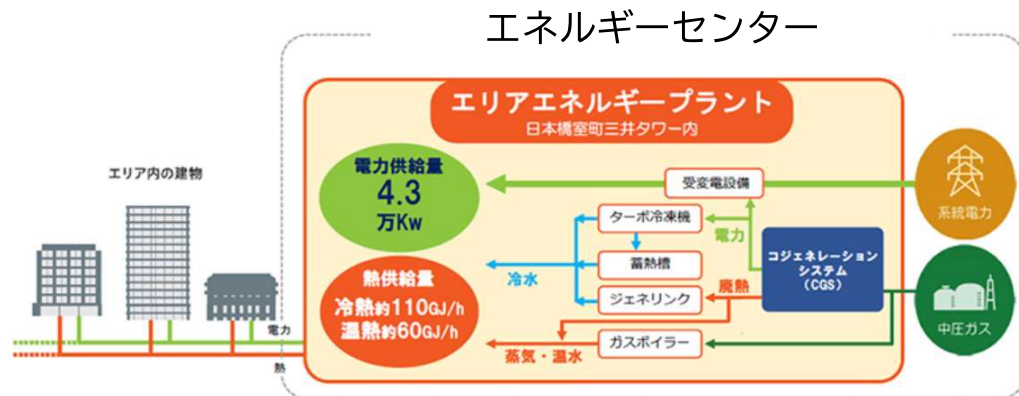 エネルギーセンター
エリアエネルギープラント
日本橋室町三井タワー内
エリア内の建物
電力供給量
4.3
万Kw
受変電設備
系統電力
ターボ冷凍機
電力
コジェネレーション
システム
(CGS)
蓄熱槽
冷水
廃熱
熱供給量
冷熱約110GJ/h
温熱約60GJ/h
ジェネリンク
中圧ガス
ガスボイラー
蒸気・温水
電力
熱